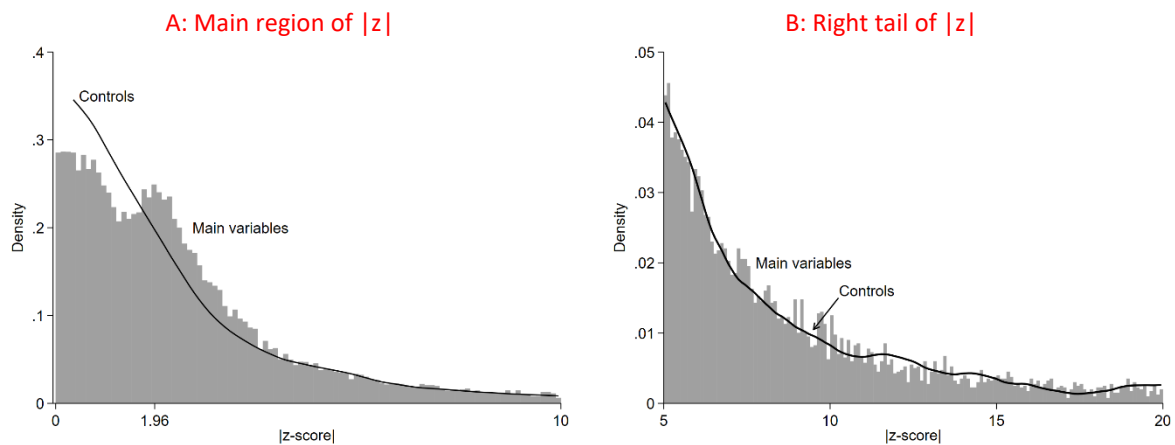 A: Main region of |z|
.4
.3
.2
.1
0
Density
Controls
Main variables
0
1.96
10
|z-score|
B: Right tail of |z|
.05
.04
.03
.02
.01
0
Density
Main variables
Controls
5
10
15
20
|z-score|